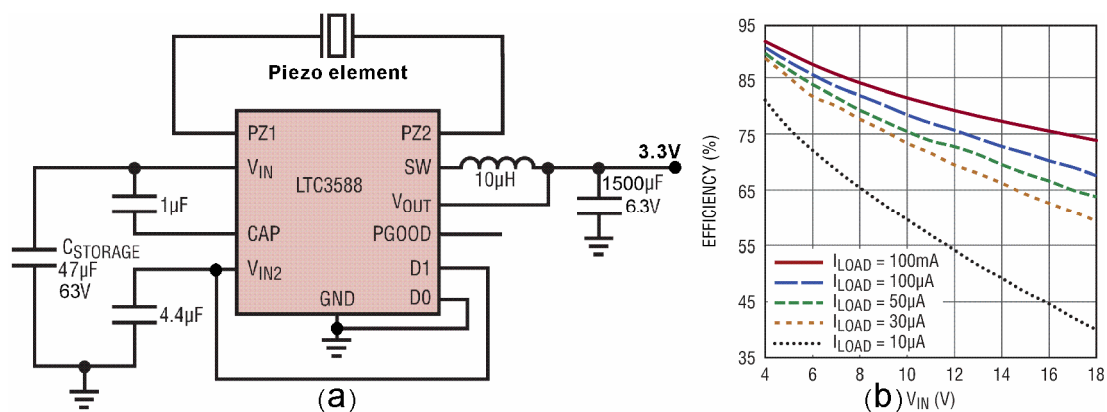 Piezo element
PZ1
PZ2
VIN
SW
3.3V
LTC3588
10µH
1500µF
6.3V
1µF
VOUT
CAP
PGOOD
CSTORAGE
47µF
63V
VIN2
D1
4.4µF
GND
D0
(a)
EFFICIENCY (%)
95
85
75
65
55
45
35
ILOAD = 100mA
ILOAD = 100µA
ILOAD = 50µA
ILOAD = 30µA
ILOAD = 10µA
4 6 8 10 12 14 16 18
(b) VIN (V)